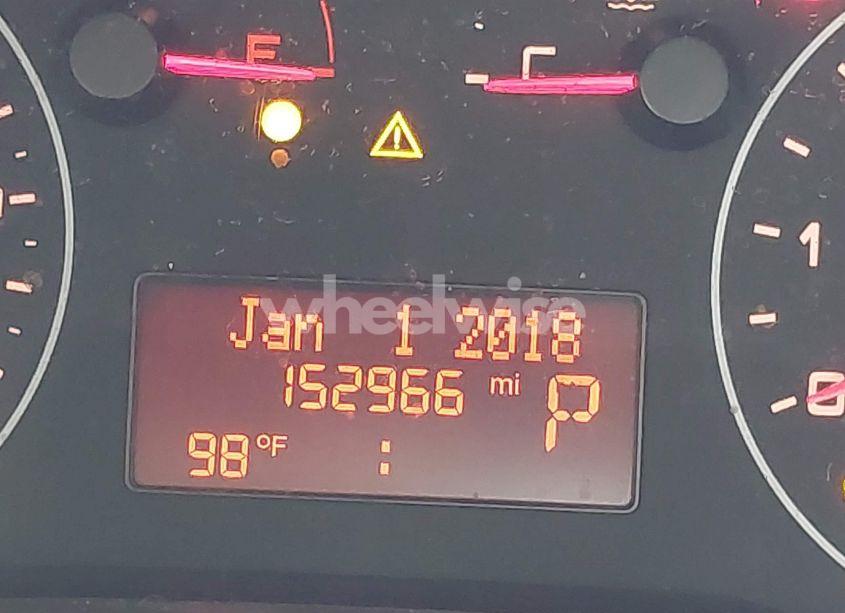 E
C
1
wheelwise
Jan 1 2018
152966 mi P
98 °F :
0